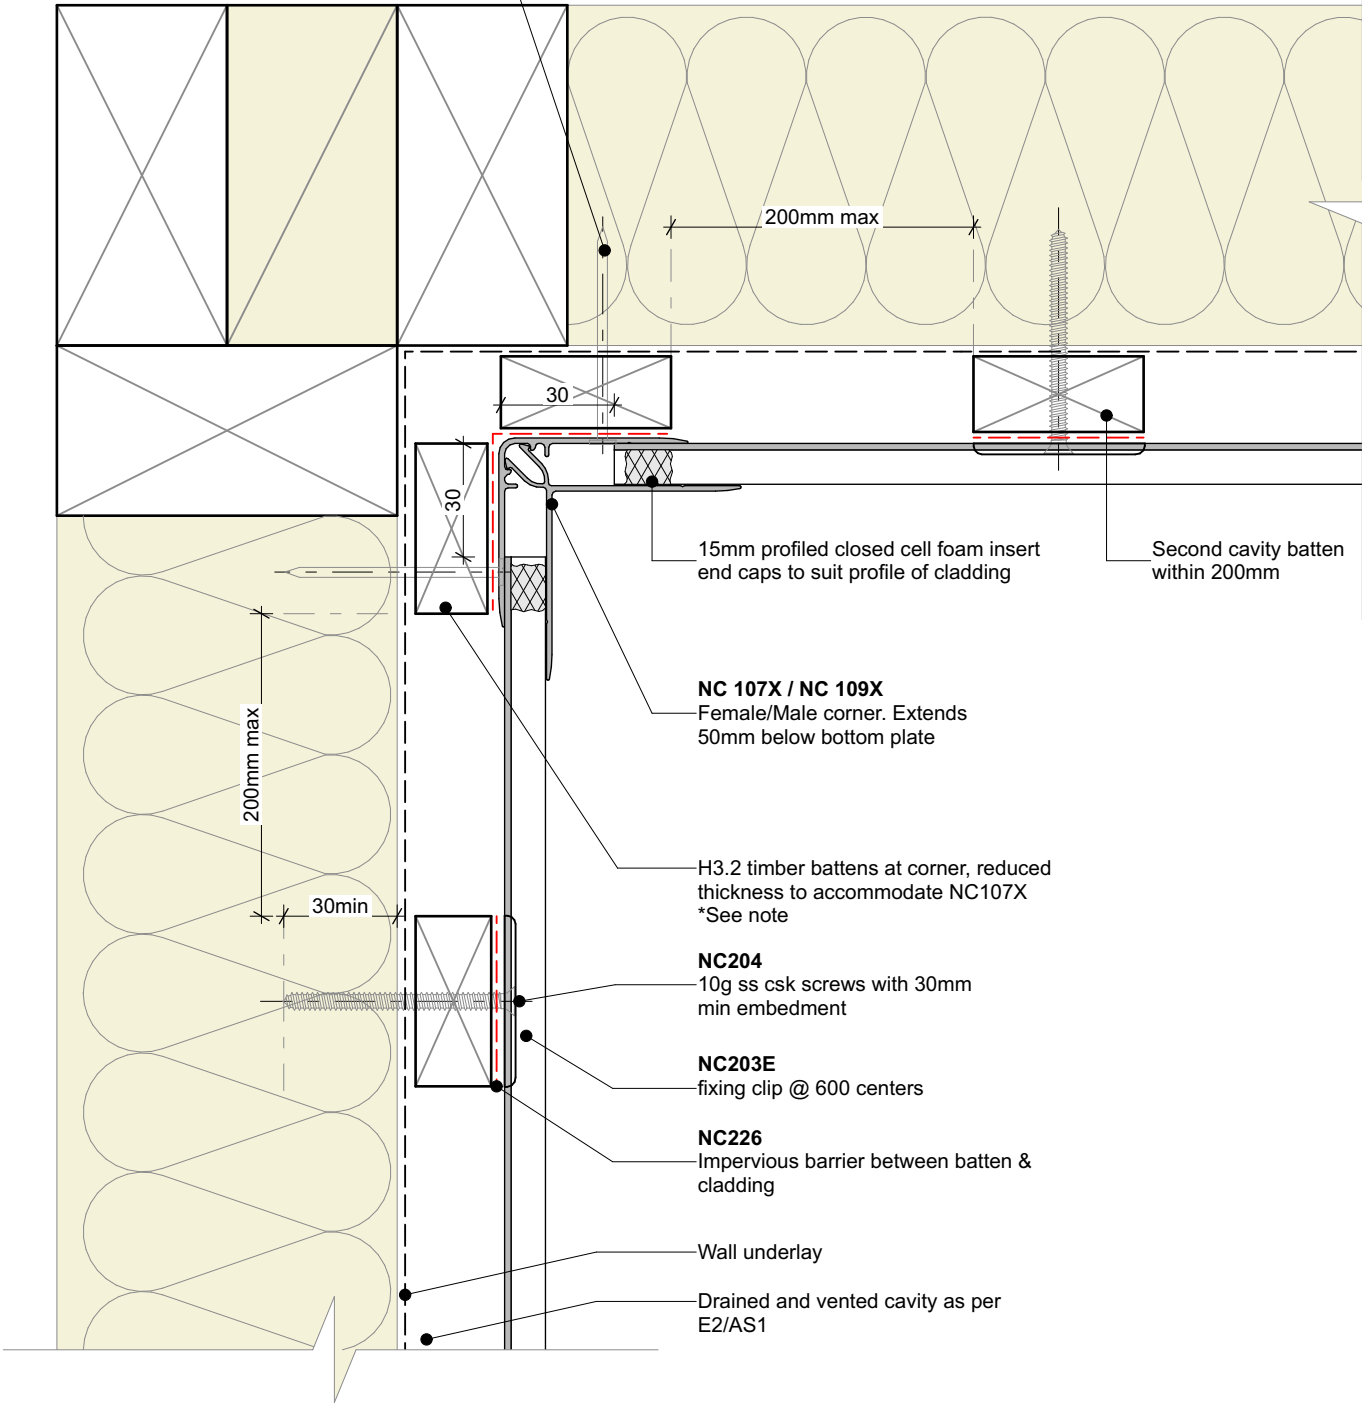 200mm max
30
30
15mm profiled closed cell foam insert
end caps to suit profile of cladding
Second cavity batten
within 200mm
NC 107X / NC 109X
Female/Male corner. Extends
50mm below bottom plate
200mm max
H3.2 timber battens at corner, reduced
thickness to accommodate NC107X
*See note
30min
NC204
10g ss csk screws with 30mm
min embedment
NC203E
fixing clip @ 600 centers
NC226
Impervious barrier between batten &
cladding
Wall underlay
Drained and vented cavity as per
E2/AS1